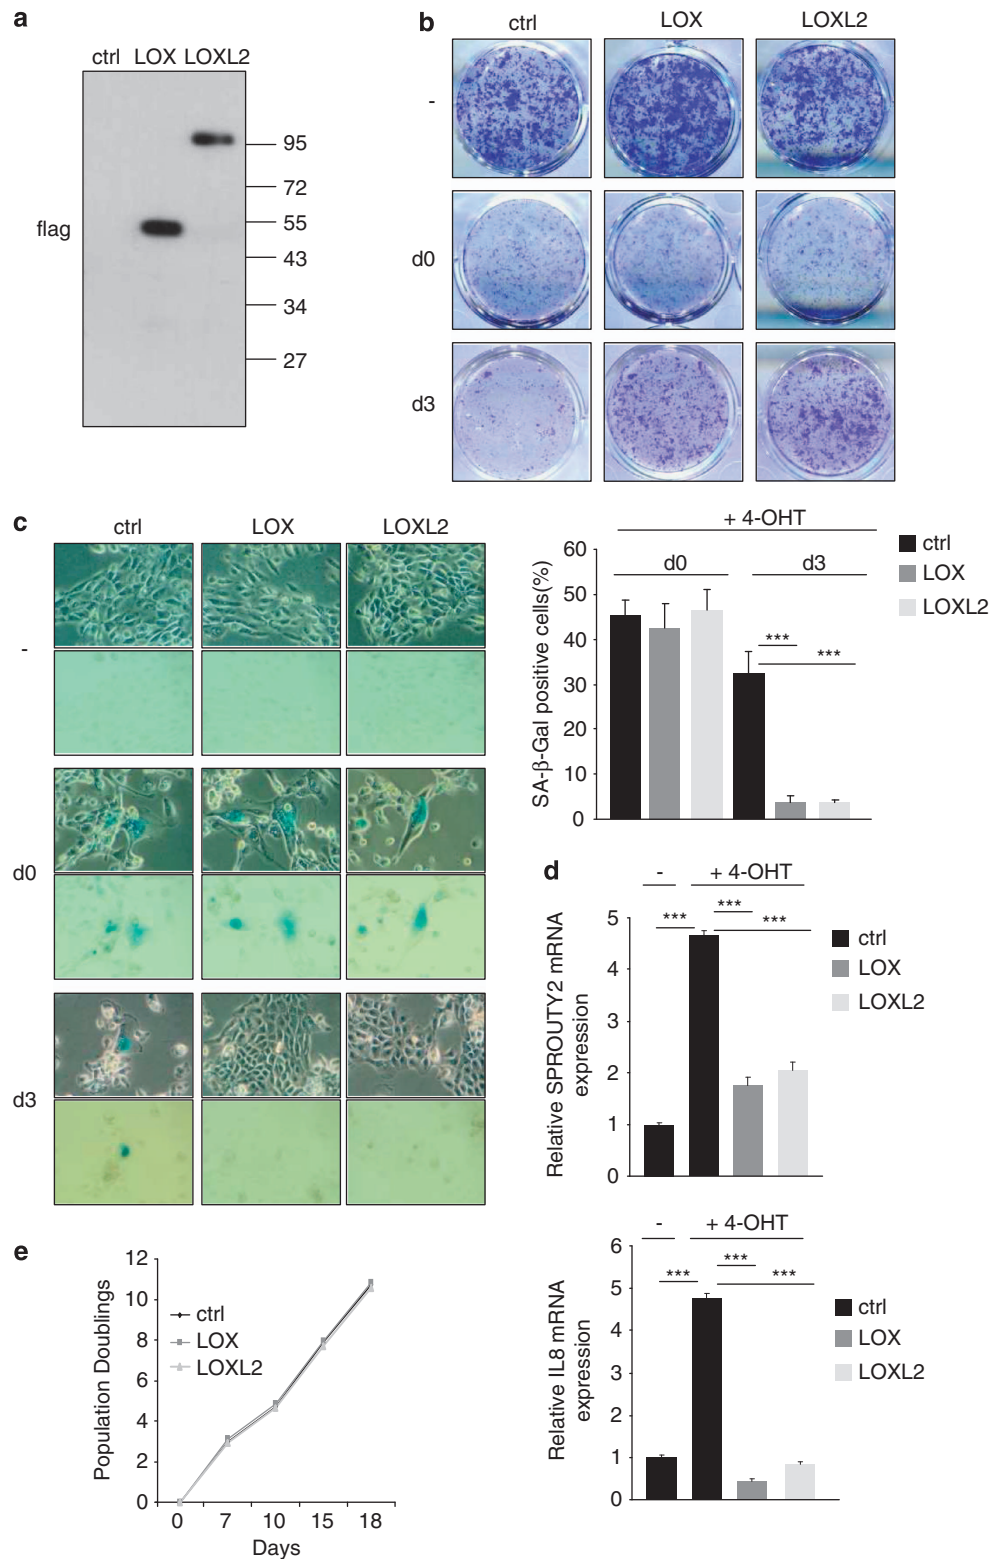 a
ctrl LOX LOXL2
flag
95
72
55
43
34
27
b
ctrl LOX LOXL2
-
d0
d3
c
ctrl LOX LOXL2
-
d0
d3
+ 4-OHT
d0 d3
SA-β-Gal positive cells(%)
60
50
40
30
20
10
0
***
***
ctrl
LOX
LOXL2
d
- + 4-OHT
Relative SPROUTY2 mRNA
expression
5
4
3
2
1
0
***
***
***
ctrl
LOX
LOXL2
- + 4-OHT
Relative IL8 mRNA
expression
6
5
4
3
2
1
0
***
***
***
ctrl
LOX
LOXL2
e
Population Doublings
12
10
8
6
4
2
0
ctrl
LOX
LOXL2
0 7 10 15 18
Days